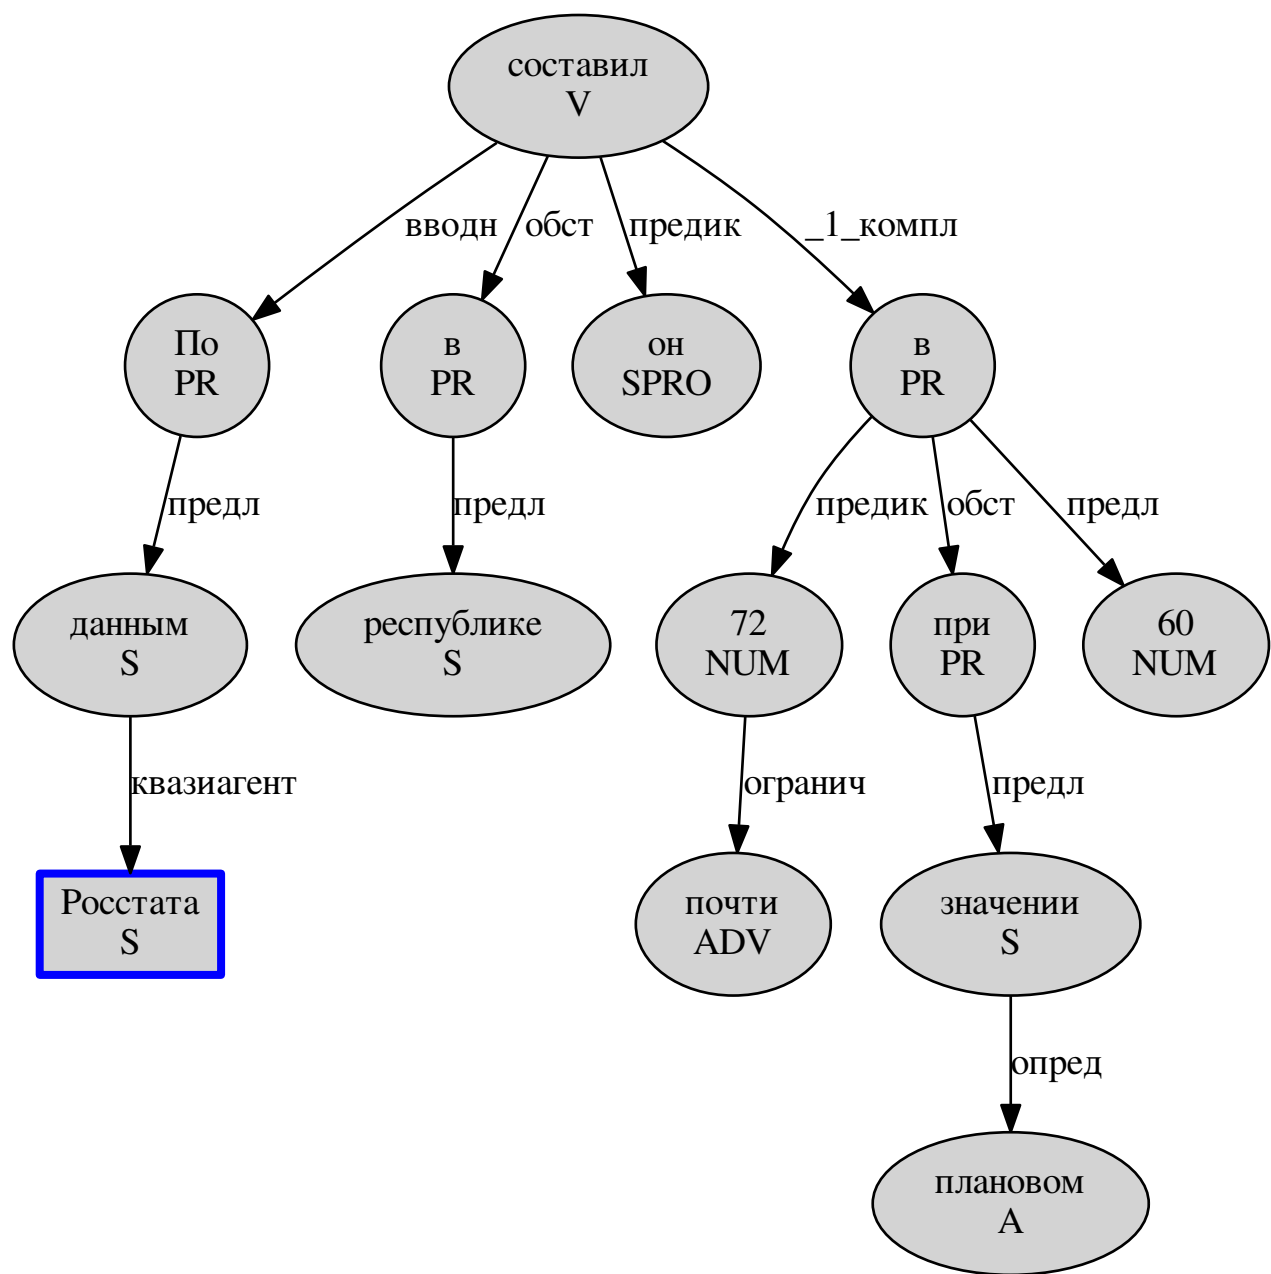 составил
V
вводн
обст
предик
_1_компл
По
PR
в
PR
он
SPRO
в
PR
предл
предл
предик
обст
предл
данным
S
республике
S
72
NUM
при
PR
60
NUM
квазиагент
огранич
предл
Росстата
S
почти
ADV
значении
S
опред
плановом
A